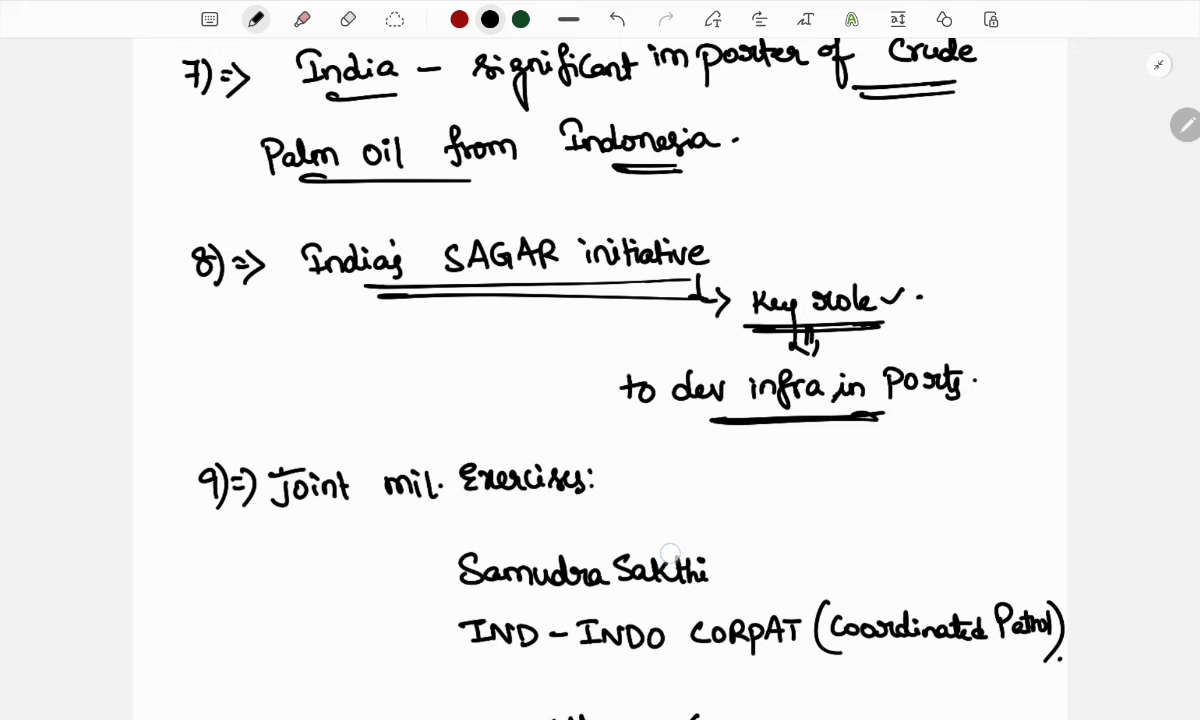 7) => India - significant importer of Crude
Palm oil from Indonesia.
8) => India's SAGAR initiative
-> Key role ✓.
to dev infra in Ports.
9) => Joint mil. Exercises:
Samudra Sakthi
IND - INDO CORPAT (Coordinated Patrol).